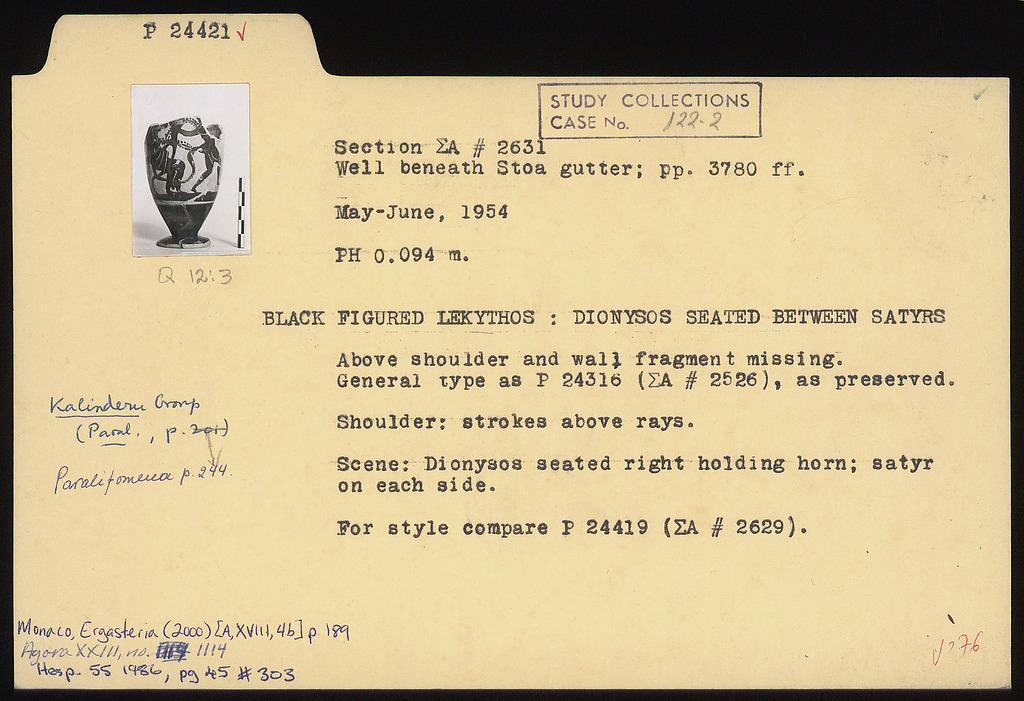 P 24421 ✓
STUDY COLLECTIONS
CASE No. 122-2
Section ΣA # 2631
Well beneath Stoa gutter; pp. 3780 ff.
May-June, 1954
PH 0.094 m.
Q 12:3
BLACK FIGURED LEKYTHOS : DIONYSOS SEATED BETWEEN SATYRS
Above shoulder and wall fragment missing.
General type as P 24316 (ΣA # 2526), as preserved.
Kalinderu Group
(Paral., p. 201)
Paralipomena p. 244.
Shoulder: strokes above rays.
Scene: Dionysos seated right holding horn; satyr
on each side.
For style compare P 24419 (ΣA # 2629).
Monaco, Ergasteria (2000) [A, XVIII, 4b] p. 189
Agora XXIII, no. 1114
Hesp. 55 1986, pg 45 # 303